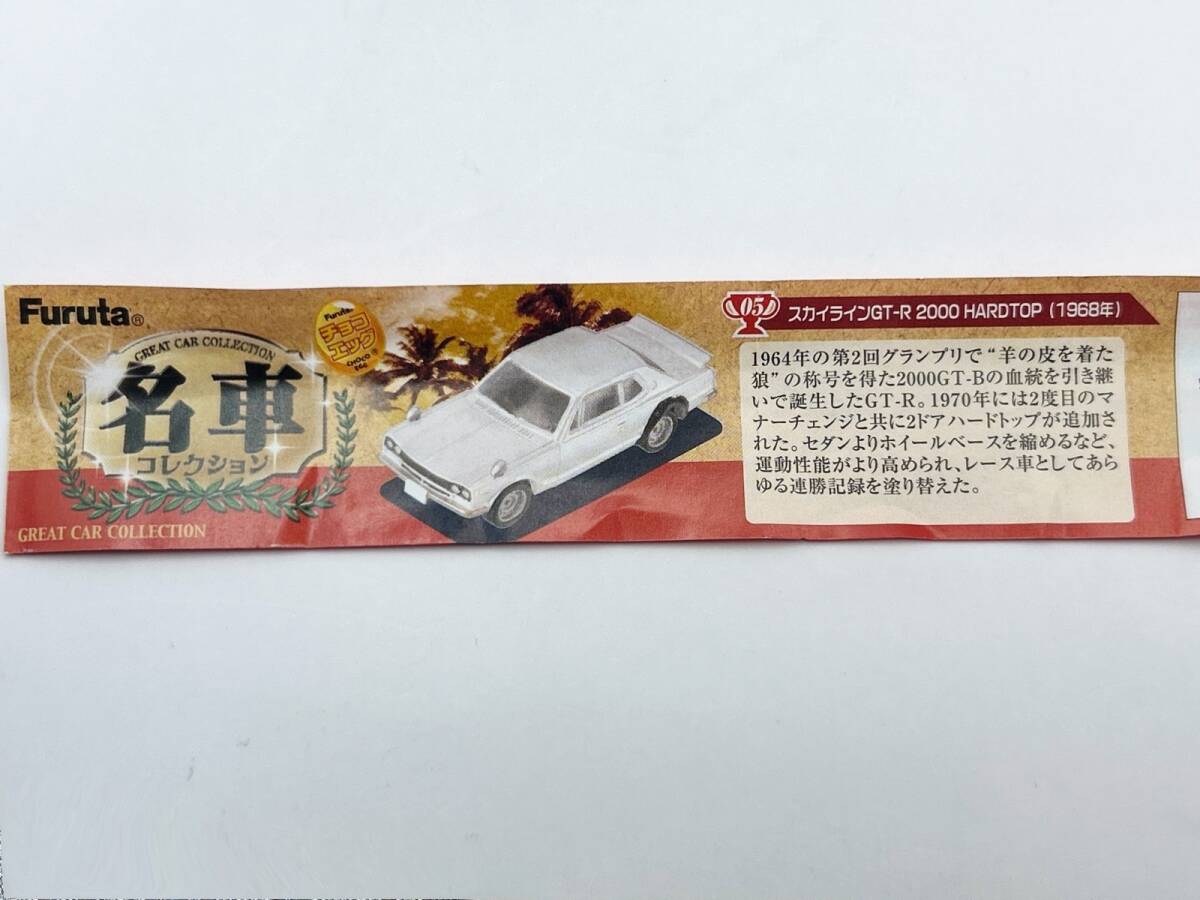 Furuta®
GREAT CAR COLLECTION
名車
コレクション
GREAT CAR COLLECTION
Furuta
チョコ
エッグ
CHOCO
EGG
05 スカイラインGT-R 2000 HARDTOP（1968年）
1964年の第2回グランプリで“羊の皮を着た
狼”の称号を得た2000GT-Bの血統を引き継
いで誕生したGT-R。1970年には2度目のマ
ナーチェンジと共に2ドアハードトップが追加
された。セダンよりホイールベースを縮めるなど、
運動性能がより高められ、レース車としてあら
ゆる連勝記録を塗り替えた。